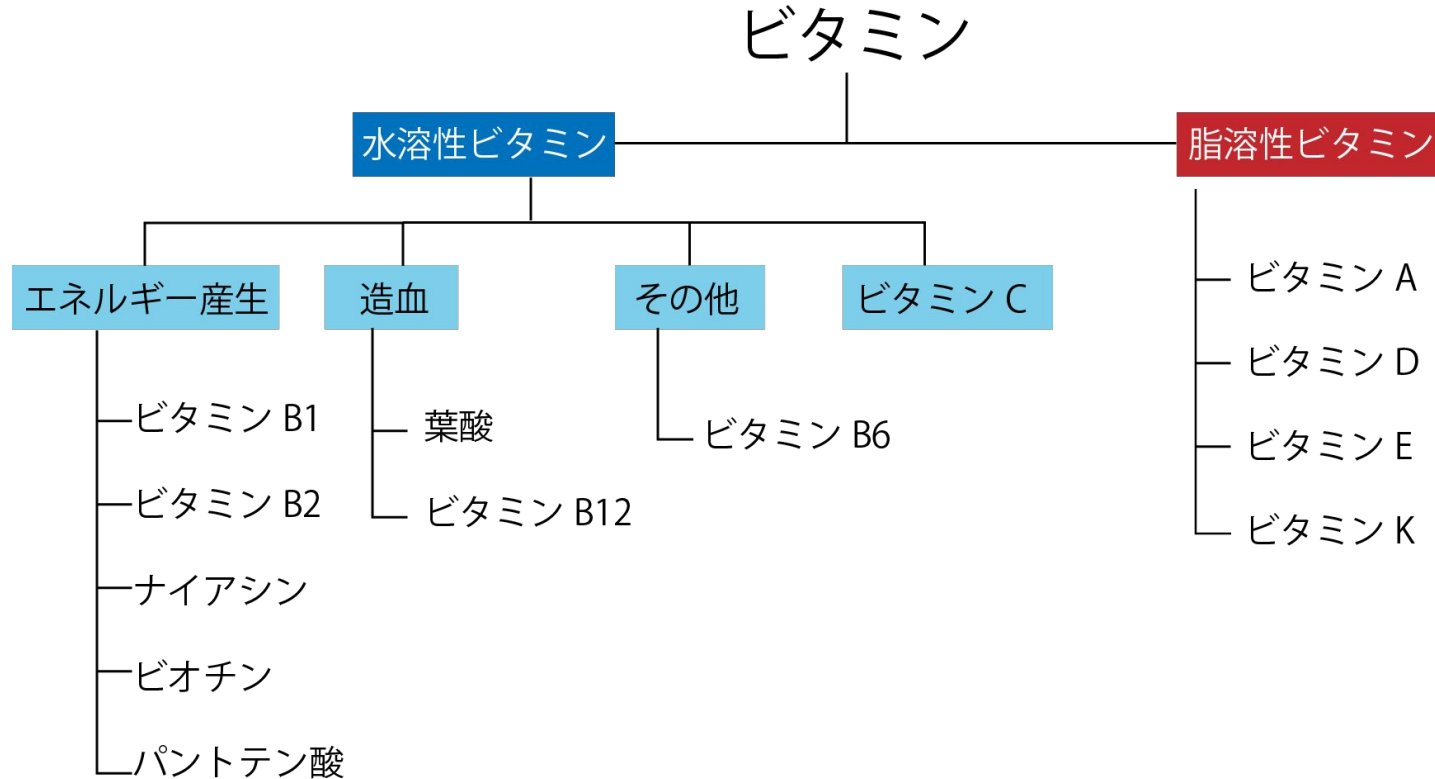 ビタミン
水溶性ビタミン
脂溶性ビタミン
エネルギー産生
造血
その他
ビタミン C
ビタミン B1
ビタミン B2
ナイアシン
ビオチン
パントテン酸
葉酸
ビタミン B12
ビタミン B6
ビタミン A
ビタミン D
ビタミン E
ビタミン K